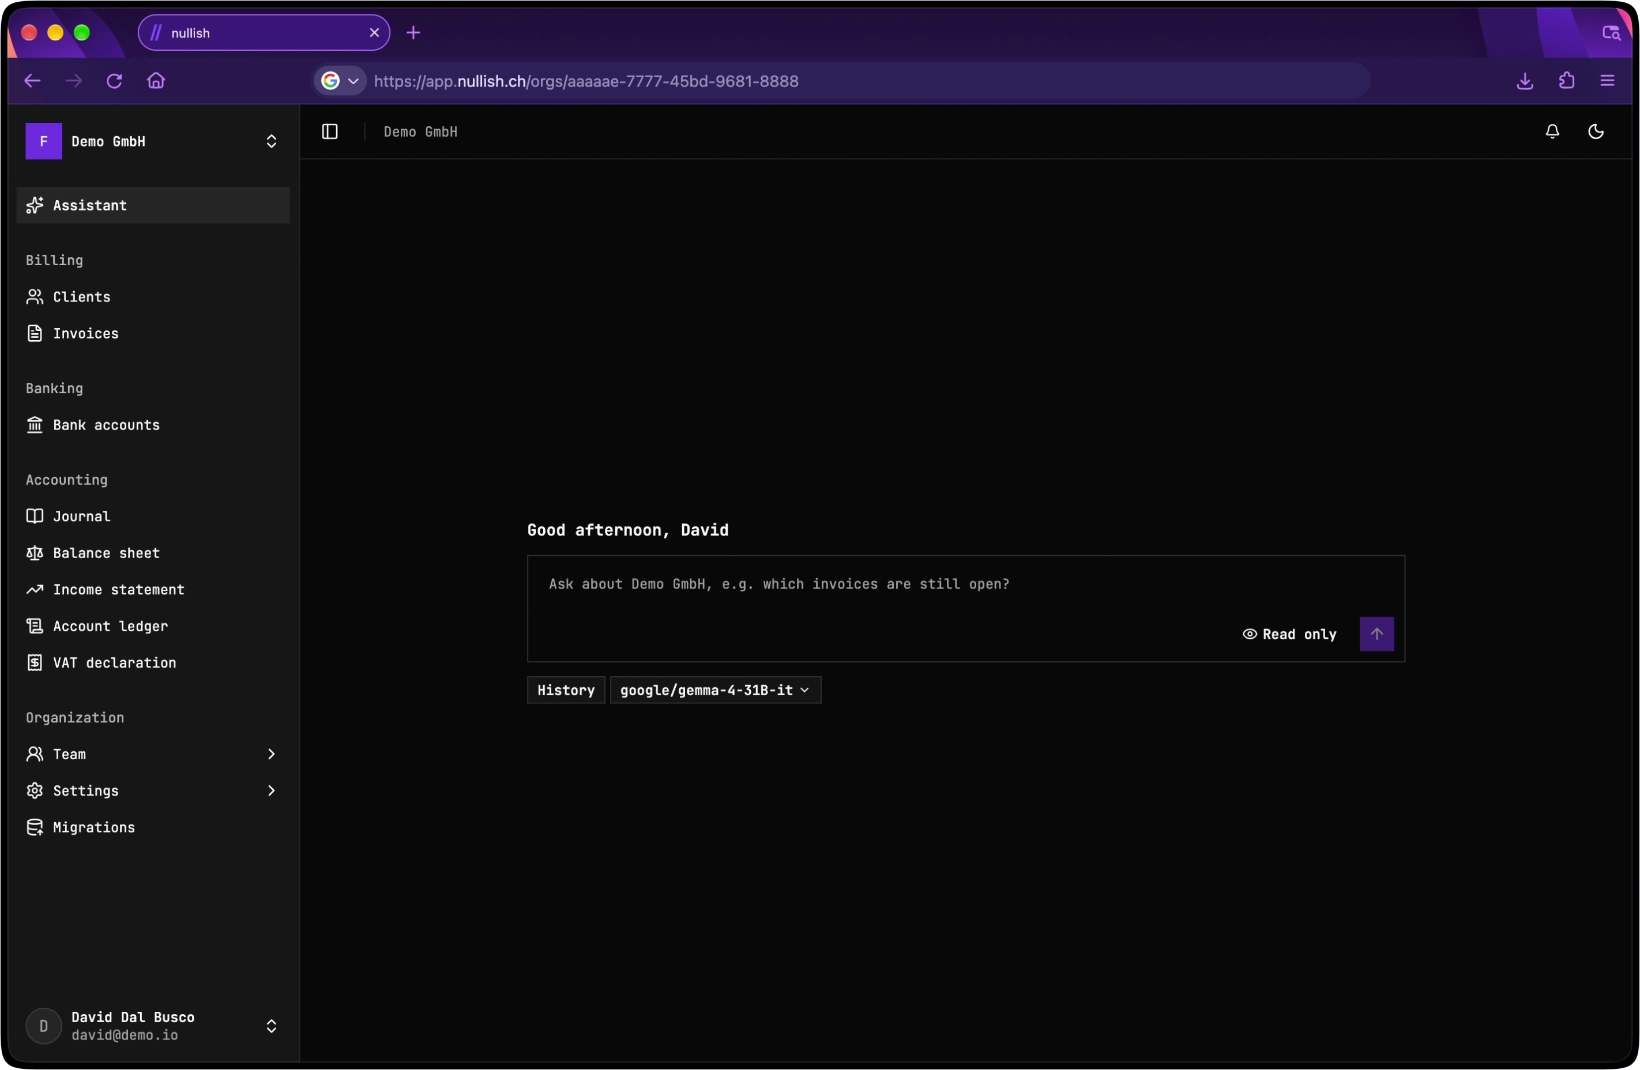 nullish
https://app.nullish.ch/orgs/aaaaae-7777-45bd-9681-8888
F
Demo GmbH
Demo GmbH
Assistant
Billing
Clients
Invoices
Banking
Bank accounts
Accounting
Journal
Balance sheet
Income statement
Account ledger
VAT declaration
Organization
Team
Settings
Migrations
Good afternoon, David
Ask about Demo GmbH, e.g. which invoices are still open?
Read only
History
google/gemma-4-31B-it
D
David Dal Busco
david@demo.io